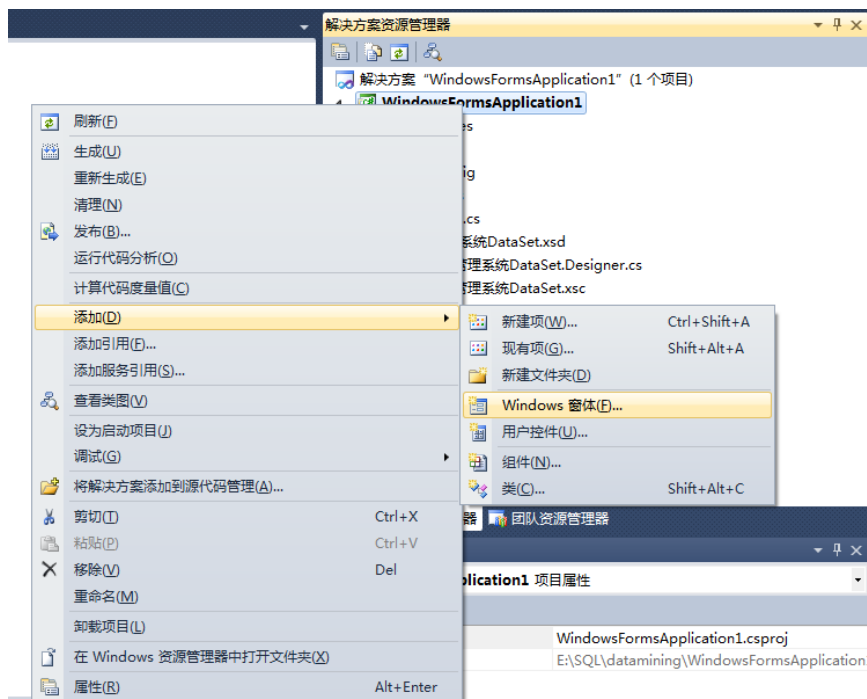 解决方案资源管理器
解决方案 “WindowsFormsApplication1” (1 个项目)
WindowsFormsApplication1
es
ig
.cs
系统DataSet.xsd
管理系统DataSet.Designer.cs
管理系统DataSet.xsc
刷新(F)
生成(U)
重新生成(E)
清理(N)
发布(B)...
运行代码分析(O)
计算代码度量值(C)
添加(D)
添加引用(F)...
添加服务引用(S)...
查看类图(V)
设为启动项目(J)
调试(G)
将解决方案添加到源代码管理(A)...
剪切(T) Ctrl+X
粘贴(P) Ctrl+V
移除(V) Del
重命名(M)
卸载项目(L)
在 Windows 资源管理器中打开文件夹(X)
属性(R) Alt+Enter
新建项(W)... Ctrl+Shift+A
现有项(G)... Shift+Alt+A
新建文件夹(D)
Windows 窗体(F)...
用户控件(U)...
组件(N)...
类(C)... Shift+Alt+C
器 团队资源管理器
plication1 项目属性
WindowsFormsApplication1.csproj
E:\SQL\datamining\WindowsFormsApplication